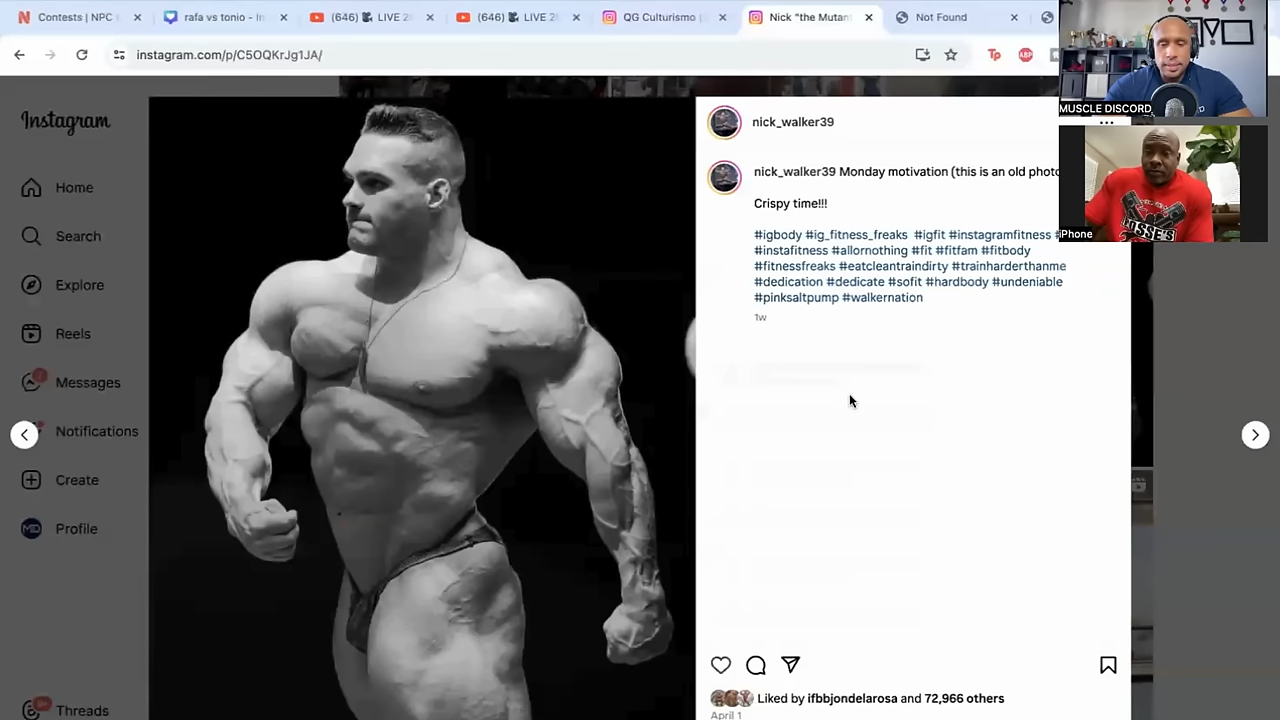 Contests | NPC
rafa vs tonio - In
(646) LIVE 2
(646) LIVE 2
QG Culturismo |
Nick "the Mutan
Not Found
instagram.com/p/C5OQKrJg1JA/
Tp
ABP
MUSCLE DISCORD
iPhone
Instagram
Home
Search
Explore
Reels
Messages
Notifications
Create
Profile
Threads
nick_walker39
nick_walker39 Monday motivation (this is an old photo
Crispy time!!!
#igbody #ig_fitness_freaks #igfit #instagramfitness #
#instafitness #allornothing #fit #fitfam #fitbody
#fitnessfreaks #eatcleantraindirty #trainharderthanme
#dedication #dedicate #sofit #hardbody #undeniable
#pinksaltpump #walkernation
1w
Liked by ifbbjondelarosa and 72,966 others
April 1